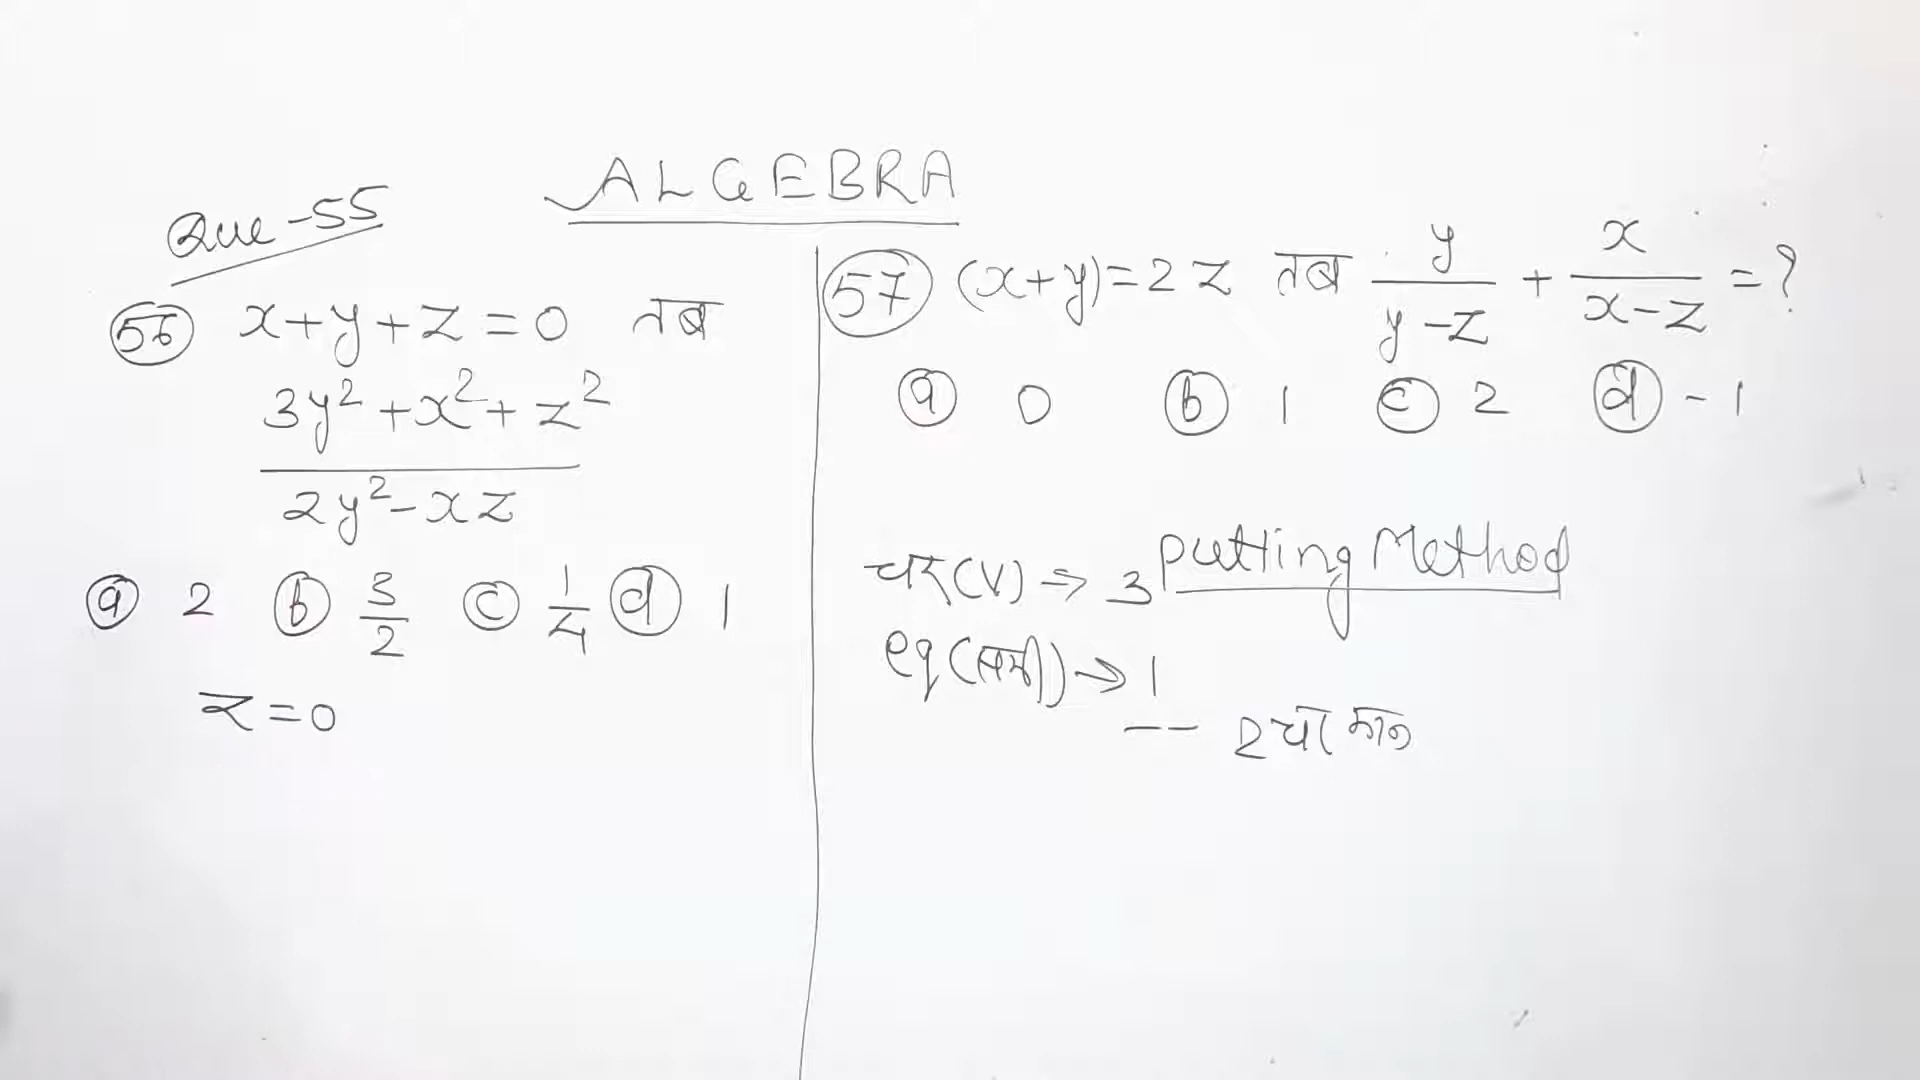 ALGEBRA
Que-55
56 x+y+z=0 तब
3y²+x²+z²
2y²-xz
a 2 b 3/2 c 1/4 d 1
z=0
57 (x+y)=2z तब y/y-z + x/x-z =?
a 0 b 1 c 2 d -1
Putting Method
चर(V) → 3
eq(समी) → 1
-- 2 चो मान